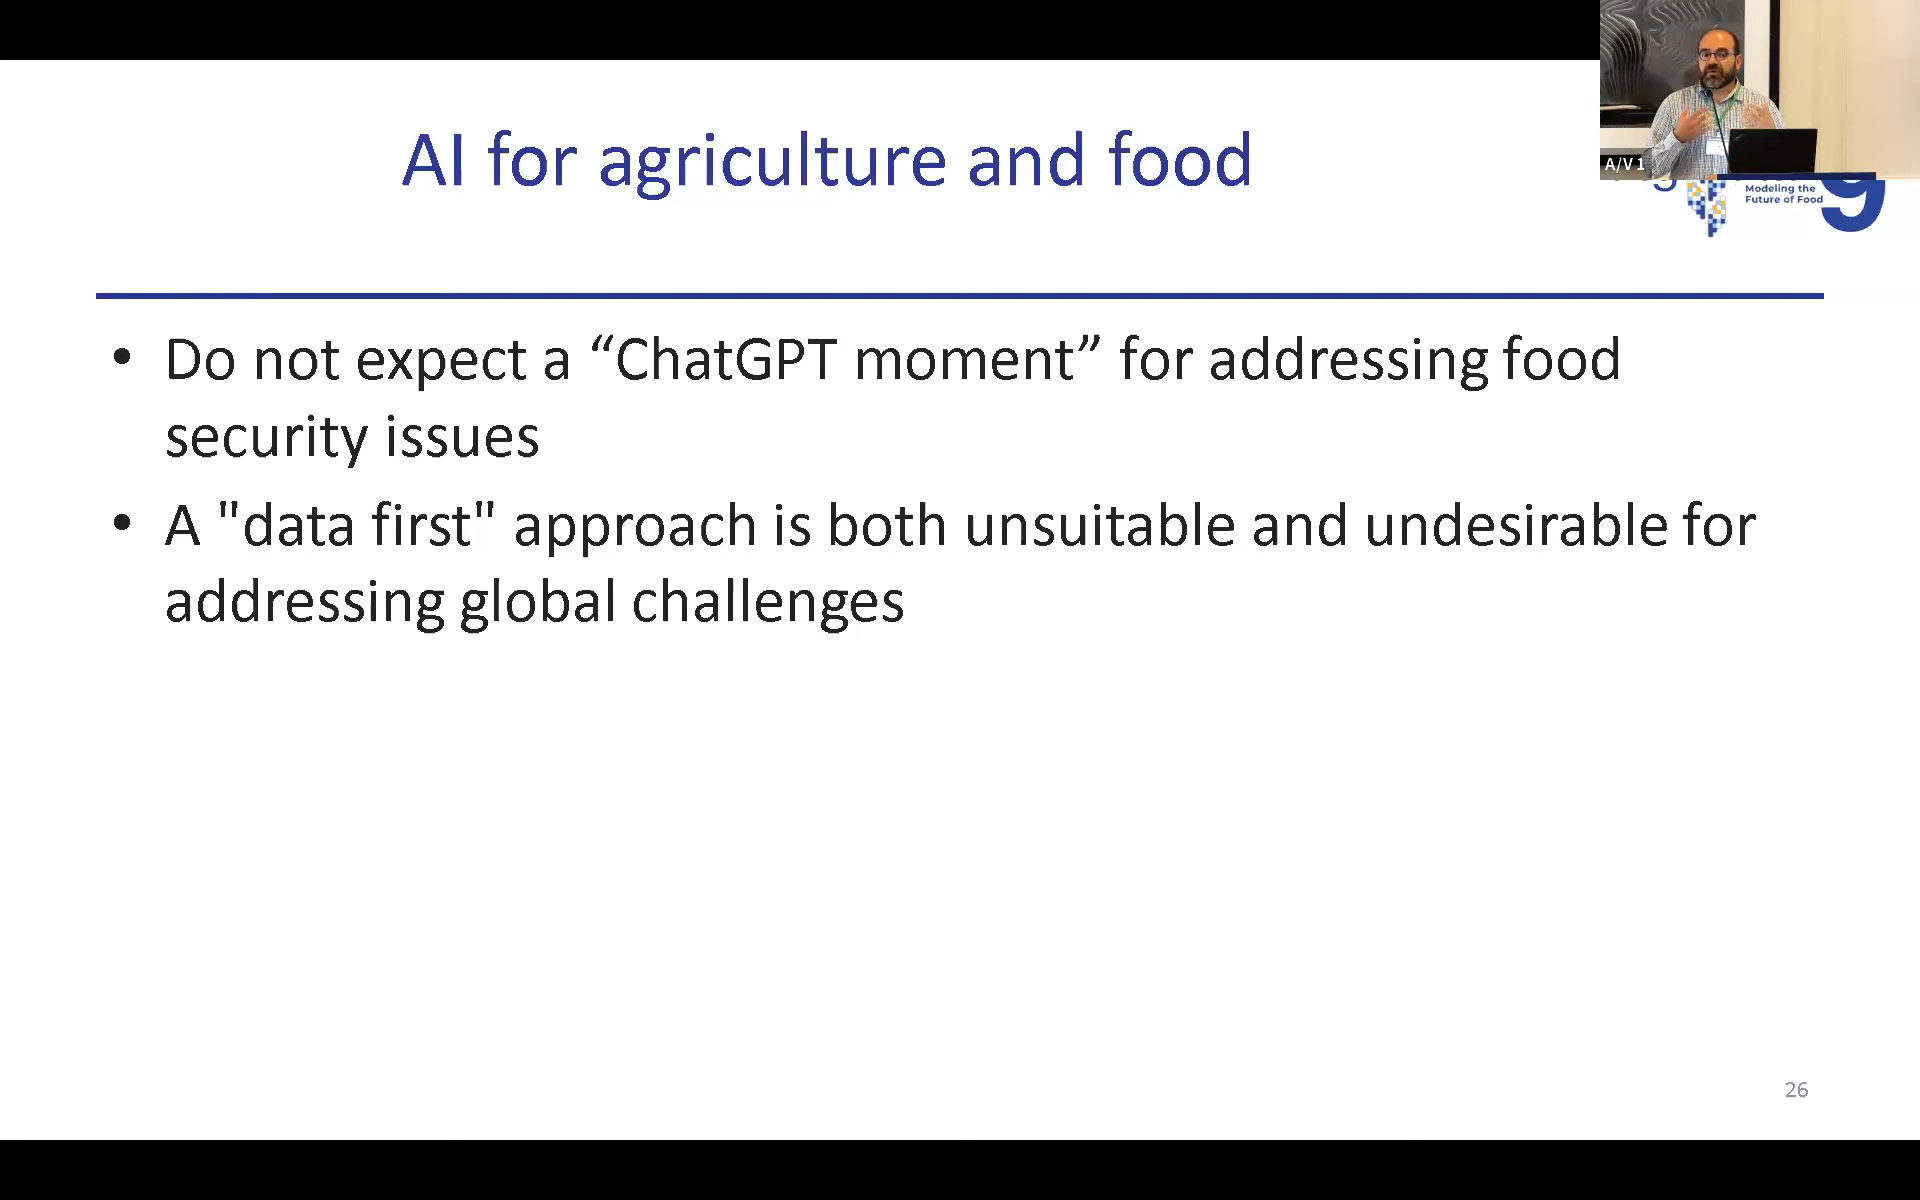 AI for agriculture and food
A/V 1
Modeling the
Future of Food
9
• Do not expect a “ChatGPT moment” for addressing food
security issues
• A "data first" approach is both unsuitable and undesirable for
addressing global challenges
26